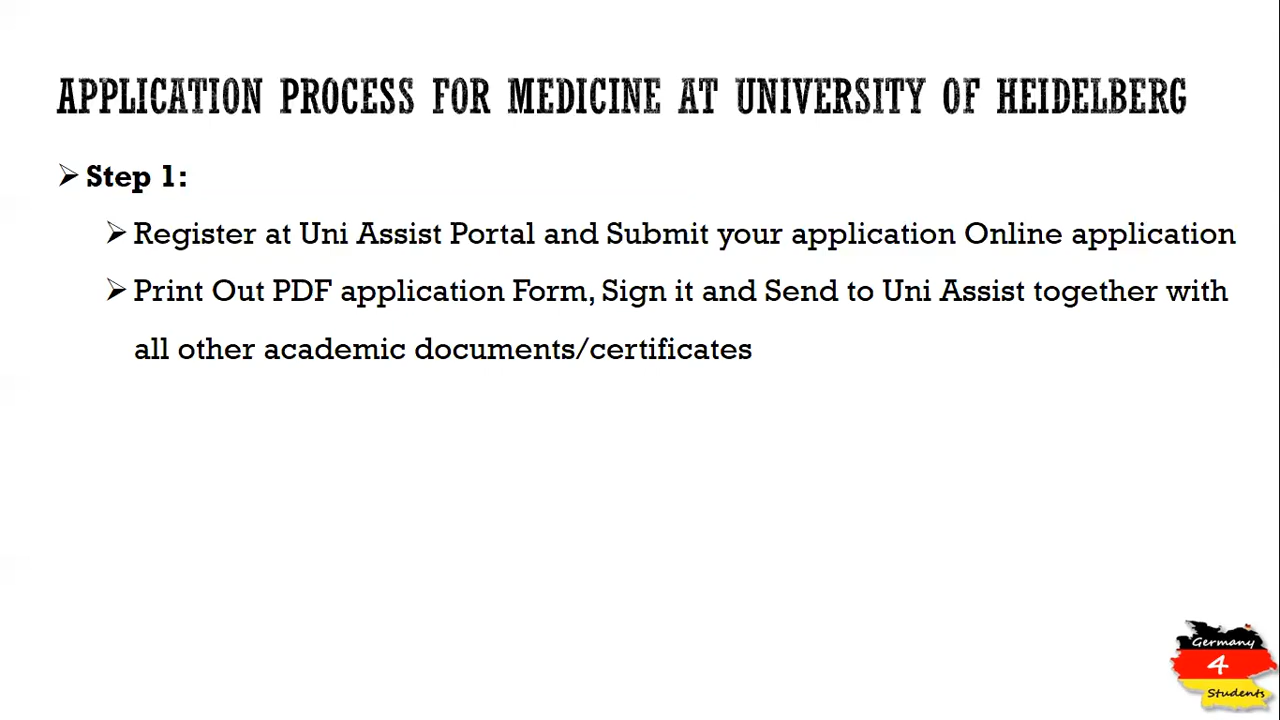 APPLICATION PROCESS FOR MEDICINE AT UNIVERSITY OF HEIDELBERG
Step 1:
Register at Uni Assist Portal and Submit your application Online application
Print Out PDF application Form, Sign it and Send to Uni Assist together with
all other academic documents/certificates
Germany
4
Students